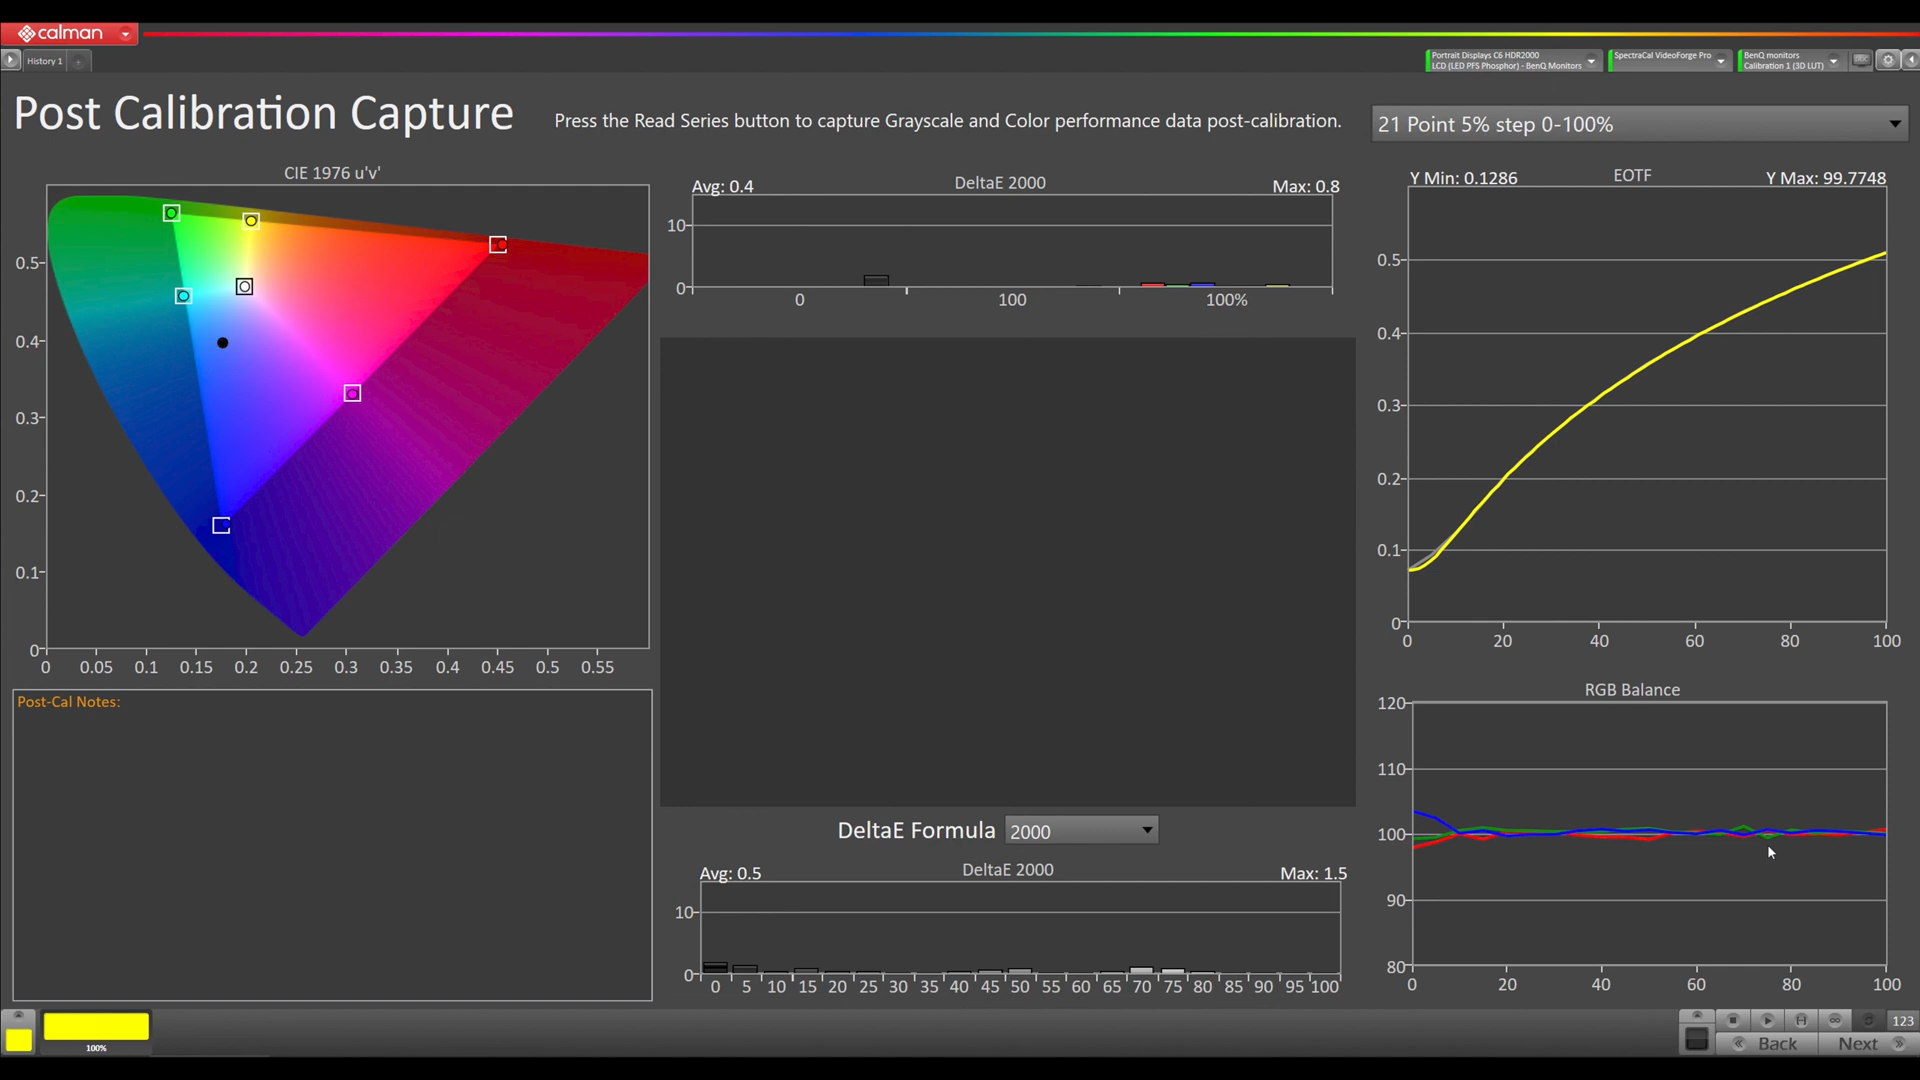 calman
History 1
Portrait Displays C6 HDR2000
LCD (LED PFS Phosphor) - BenQ Monitors
SpectraCal VideoForge Pro
BenQ monitors
Calibration 1 (3D LUT)
Post Calibration Capture
Press the Read Series button to capture Grayscale and Color performance data post-calibration.
21 Point 5% step 0-100%
CIE 1976 u'v'
0.5
0.4
0.3
0.2
0.1
0
0 0.05 0.1 0.15 0.2 0.25 0.3 0.35 0.4 0.45 0.5 0.55
Avg: 0.4 DeltaE 2000 Max: 0.8
10
0
0 100 100%
Y Min: 0.1286 EOTF Y Max: 99.7748
0.5
0.4
0.3
0.2
0.1
0
0 20 40 60 80 100
Post-Cal Notes:
DeltaE Formula 2000
Avg: 0.5 DeltaE 2000 Max: 1.5
10
0
0 5 10 15 20 25 30 35 40 45 50 55 60 65 70 75 80 85 90 95 100
RGB Balance
120
110
100
90
80
0 20 40 60 80 100
100%
123
Back Next